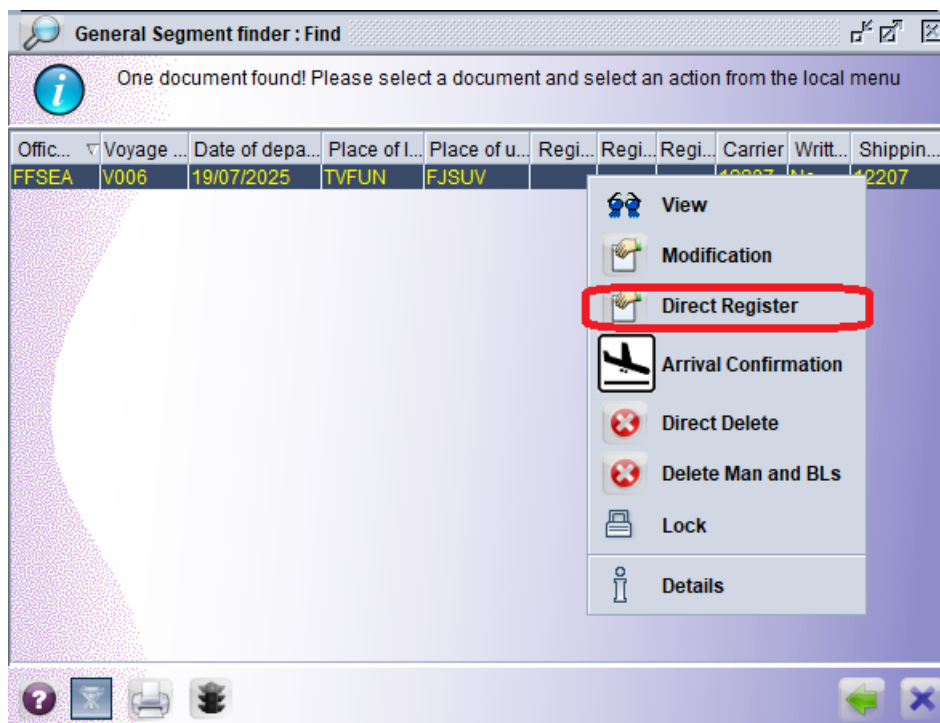 General Segment finder : Find
One document found! Please select a document and select an action from the local menu
Offic... Voyage ... Date of depa... Place of l... Place of u... Regi... Regi... Regi... Carrier Writt... Shippin...
FFSEA V006 19/07/2025 TVFUN FJSUV 12207 No 12207
View
Modification
Direct Register
Arrival Confirmation
Direct Delete
Delete Man and BLs
Lock
Details